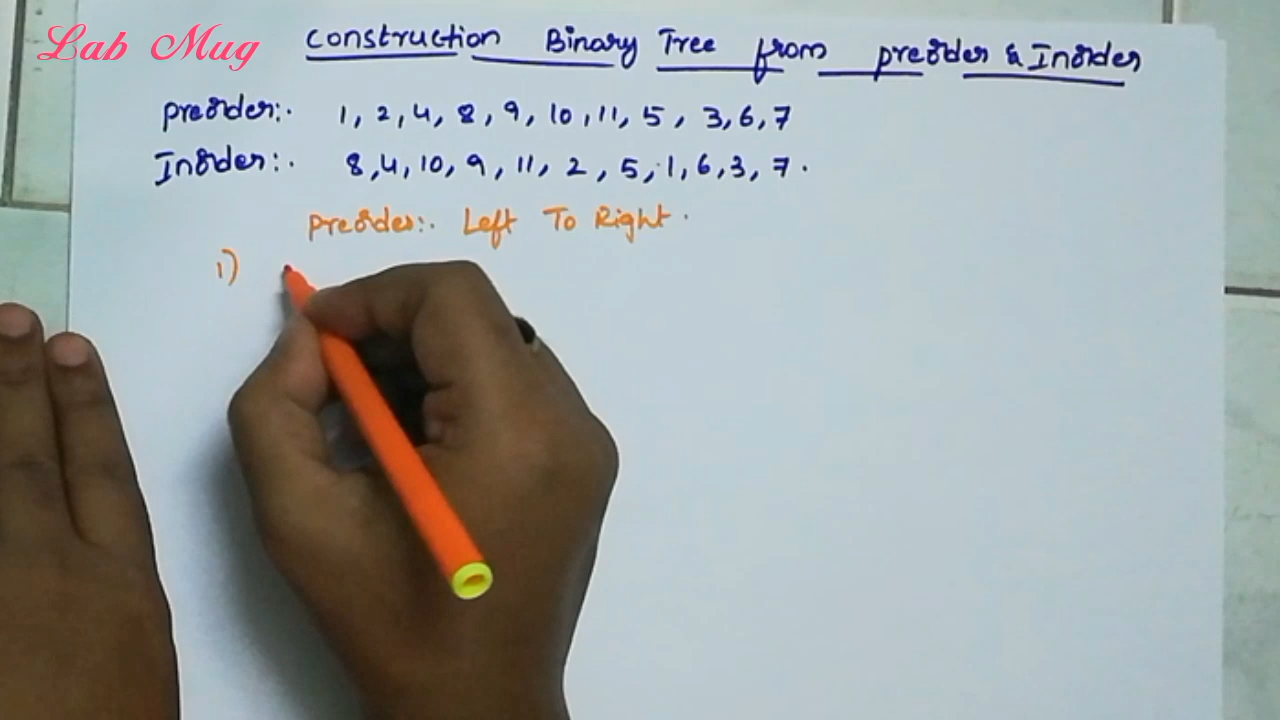 Lab Mug
Construction Binary Tree from preorder & Inorder
preorder:. 1, 2, 4, 8, 9, 10, 11, 5, 3, 6, 7
Inorder:. 8, 4, 10, 9, 11, 2, 5, 1, 6, 3, 7.
preorder:. Left To Right.
1)